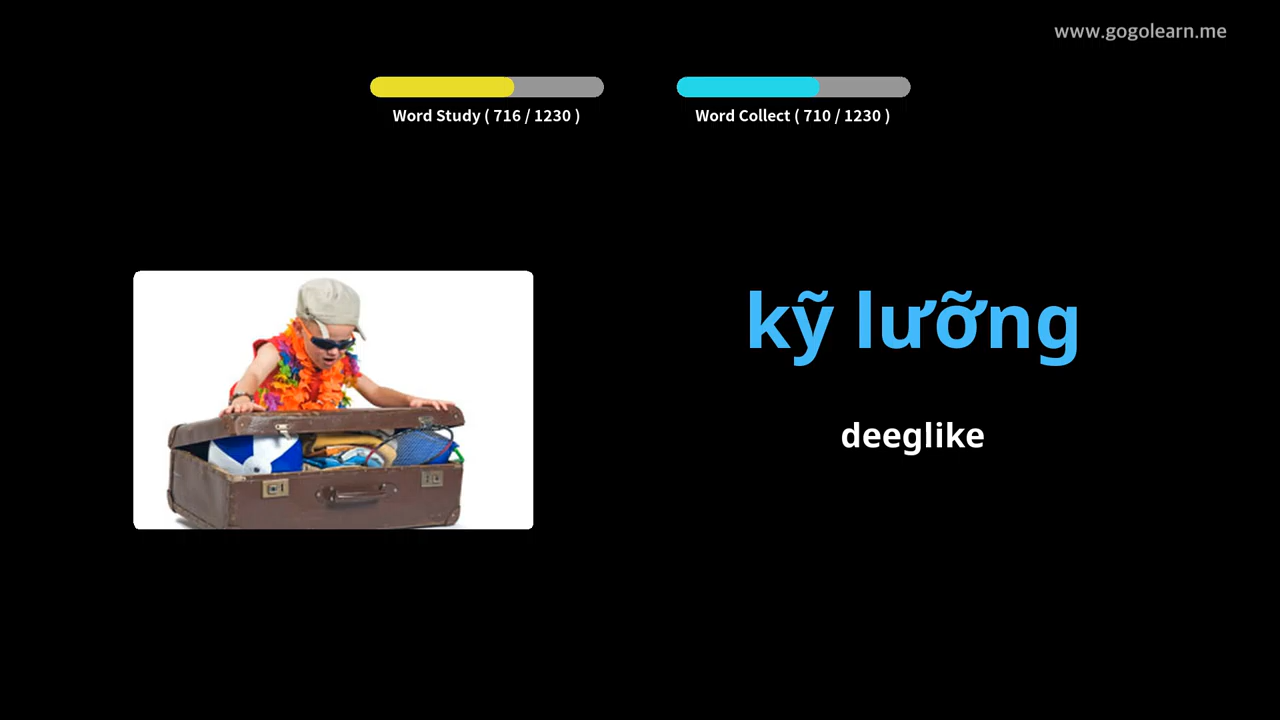 www.gogolearn.me
Word Study ( 716 / 1230 )
Word Collect ( 710 / 1230 )
kỹ lưỡng
deeglike